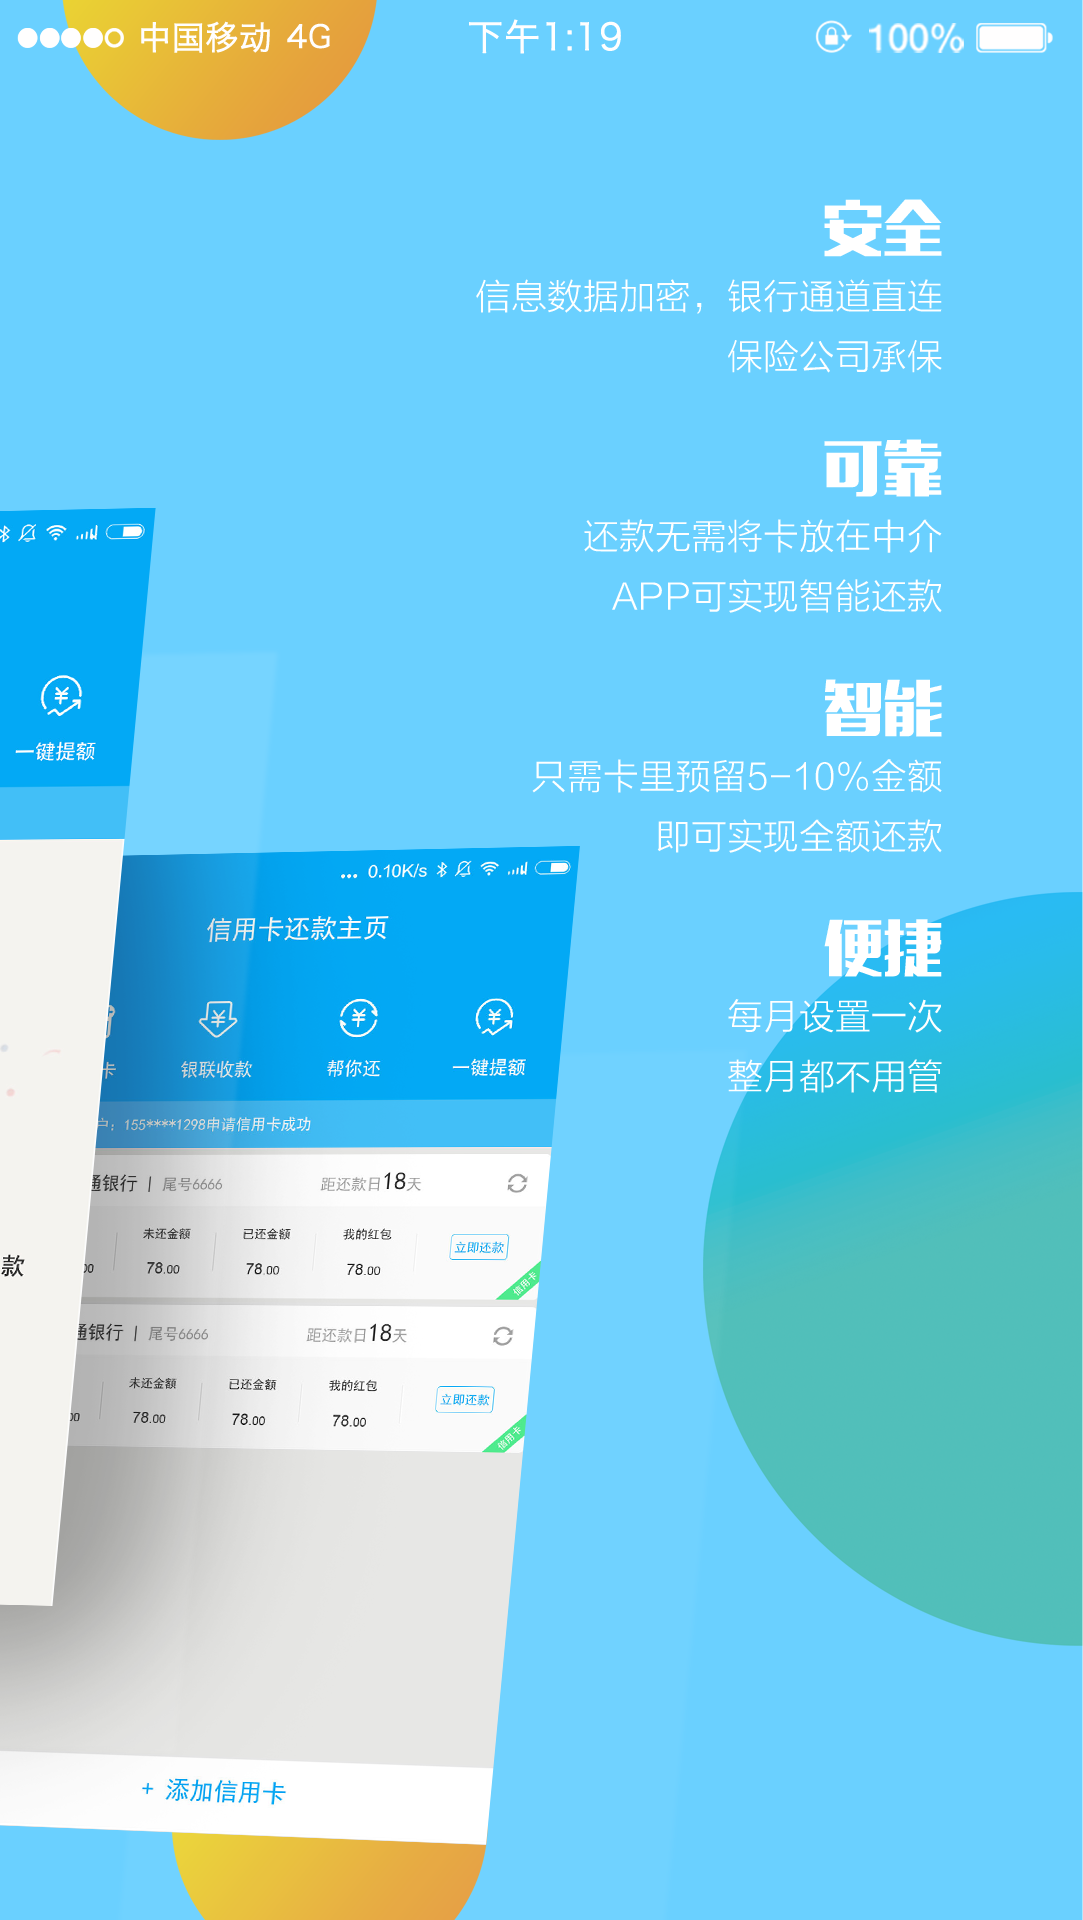 中国移动 4G 下午1:19 100%
安全
信息数据加密，银行通道直连
保险公司承保
可靠
还款无需将卡放在中介
APP可实现智能还款
智能
只需卡里预留5-10%金额
即可实现全额还款
便捷
每月设置一次
整月都不用管
一键提额
款
... 0.10K/s
信用卡还款主页
卡 银联收款 帮你还 一键提额
户：155****1298申请信用卡成功
通银行 | 尾号6666 距还款日18天
未还金额 已还金额 我的红包
立即还款
00 78.00 78.00 78.00
信用卡
通银行 | 尾号6666 距还款日18天
未还金额 已还金额 我的红包
立即还款
00 78.00 78.00 78.00
信用卡
+ 添加信用卡